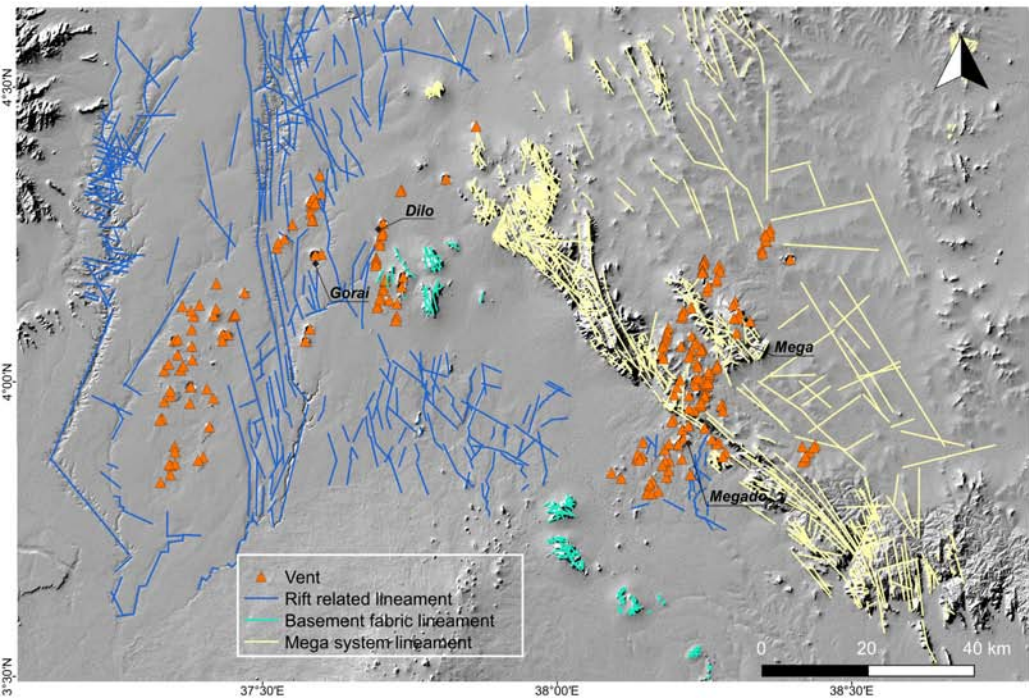 4°30'N
Dilo
Gorai
Mega
4°00'N
Megado
Vent
Rift related lineament
Basement fabric lineament
Mega system lineament
0 20 40 km
3°30'N
37°30'E 38°00'E 38°30'E